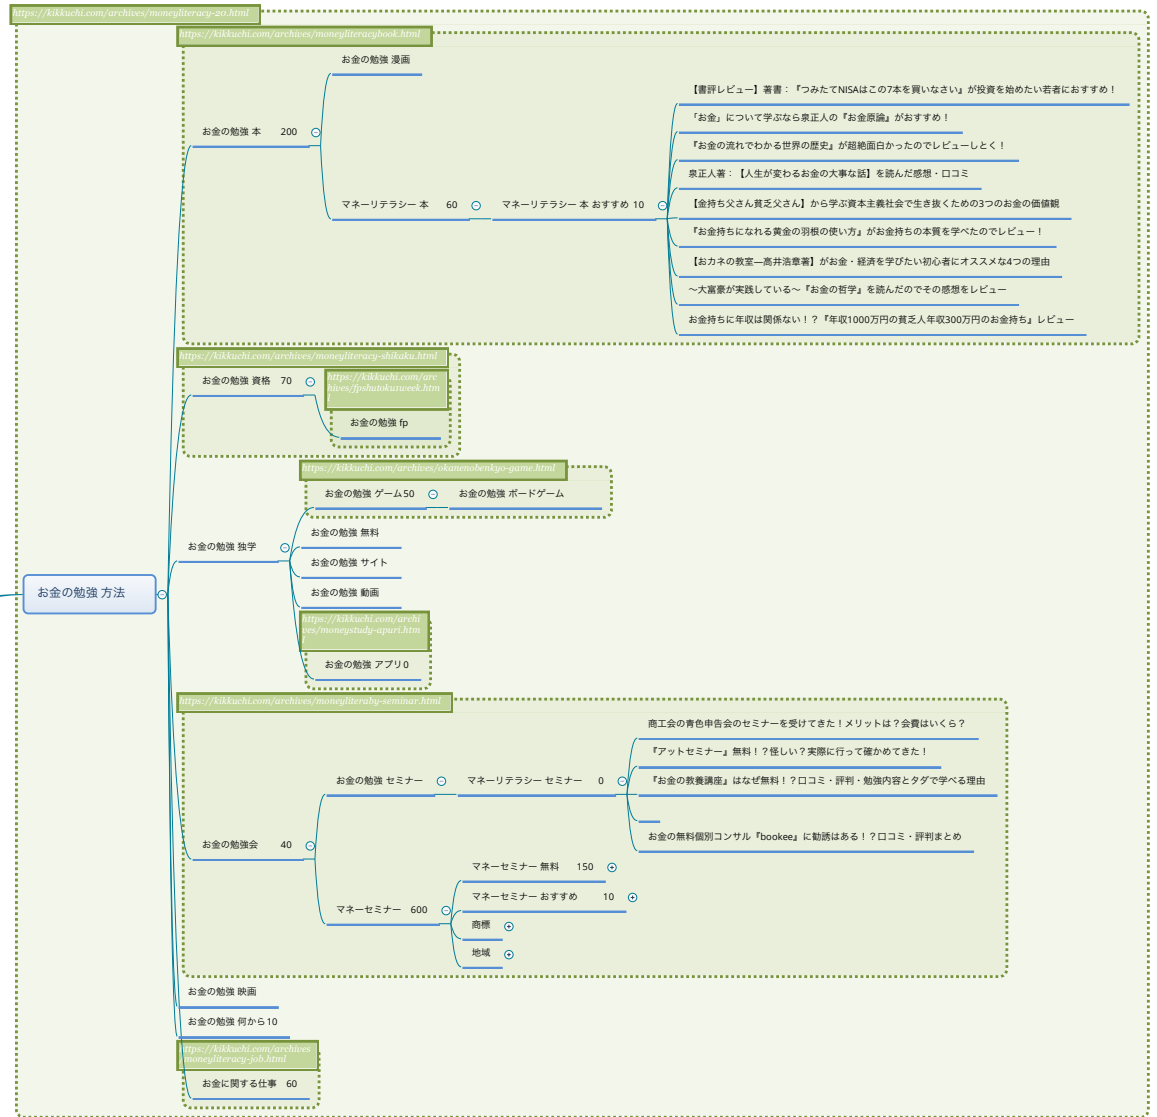 https://kikkuchi.com/archives/moneyliteracy-20.html
https://kikkuchi.com/archives/moneyliteracybook.html
お金の勉強 漫画
【書評レビュー】著書：『つみたてNISAはこの7本を買いなさい』が投資を始めたい若者におすすめ！
「お金」について学ぶなら泉正人の『お金原論』がおすすめ！
お金の勉強 本 200
『お金の流れでわかる世界の歴史』が超絶面白かったのでレビューしとく！
泉正人著：【人生が変わるお金の大事な話】を読んだ感想・口コミ
マネーリテラシー 本 60
マネーリテラシー 本 おすすめ 10
【金持ち父さん貧乏父さん】から学ぶ資本主義社会で生き抜くための3つのお金の価値観
『お金持ちになれる黄金の羽根の使い方』がお金持ちの本質を学べたのでレビュー！
【おカネの教室―高井浩章著】がお金・経済を学びたい初心者にオススメな4つの理由
～大富豪が実践している～『お金の哲学』を読んだのでその感想をレビュー
お金持ちに年収は関係ない！？『年収1000万円の貧乏人年収300万円のお金持ち』レビュー
https://kikkuchi.com/archives/moneyliteracy-shikaku.html
お金の勉強 資格 70
https://kikkuchi.com/arc
hives/fpshutokuweek.htm
l
お金の勉強 fp
https://kikkuchi.com/archives/okanenobenkyo-game.html
お金の勉強 ゲーム50
お金の勉強 ボードゲーム
お金の勉強 無料
お金の勉強 独学
お金の勉強 サイト
お金の勉強 動画
お金の勉強 方法
https://kikkuchi.com/archi
ves/moneystudy-apuri.htm
l
お金の勉強 アプリ0
https://kikkuchi.com/archives/moneyliteraby-seminar.html
商工会の青色申告会のセミナーを受けてきた！メリットは？会費はいくら？
『アットセミナー』無料！？怪しい？実際に行って確かめてきた！
お金の勉強 セミナー
マネーリテラシー セミナー 0
『お金の教養講座』はなぜ無料！？口コミ・評判・勉強内容とタダで学べる理由
お金の無料個別コンサル『bookee』に勧誘はある！？口コミ・評判まとめ
お金の勉強会 40
マネーセミナー 無料 150
マネーセミナー おすすめ 10
マネーセミナー 600
商標
地域
お金の勉強 映画
お金の勉強 何から10
https://kikkuchi.com/archives
/moneyliteracy-job.html
お金に関する仕事 60